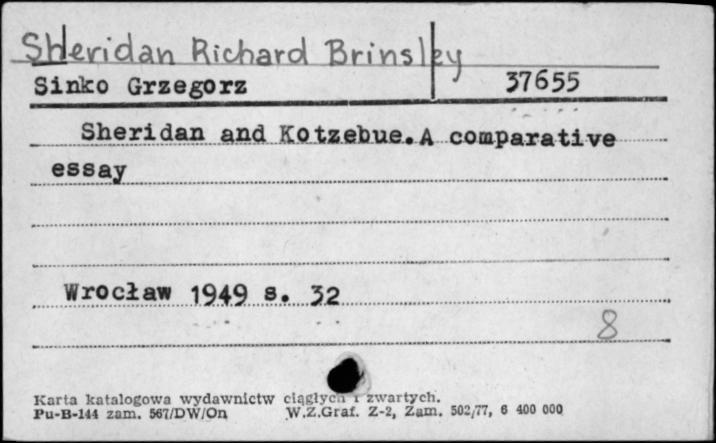 Sheridan Richard Brinsley
Sinko Grzegorz 37655
Sheridan and Kotzebue. A comparative
essay
Wrocław 1949 s. 32
8
Karta katalogowa wydawnictw ciągłych i zwartych.
Pu-B-144 zam. 567/DW/On W.Z.Graf. Z-2, Zam. 502/77, 6 400 000